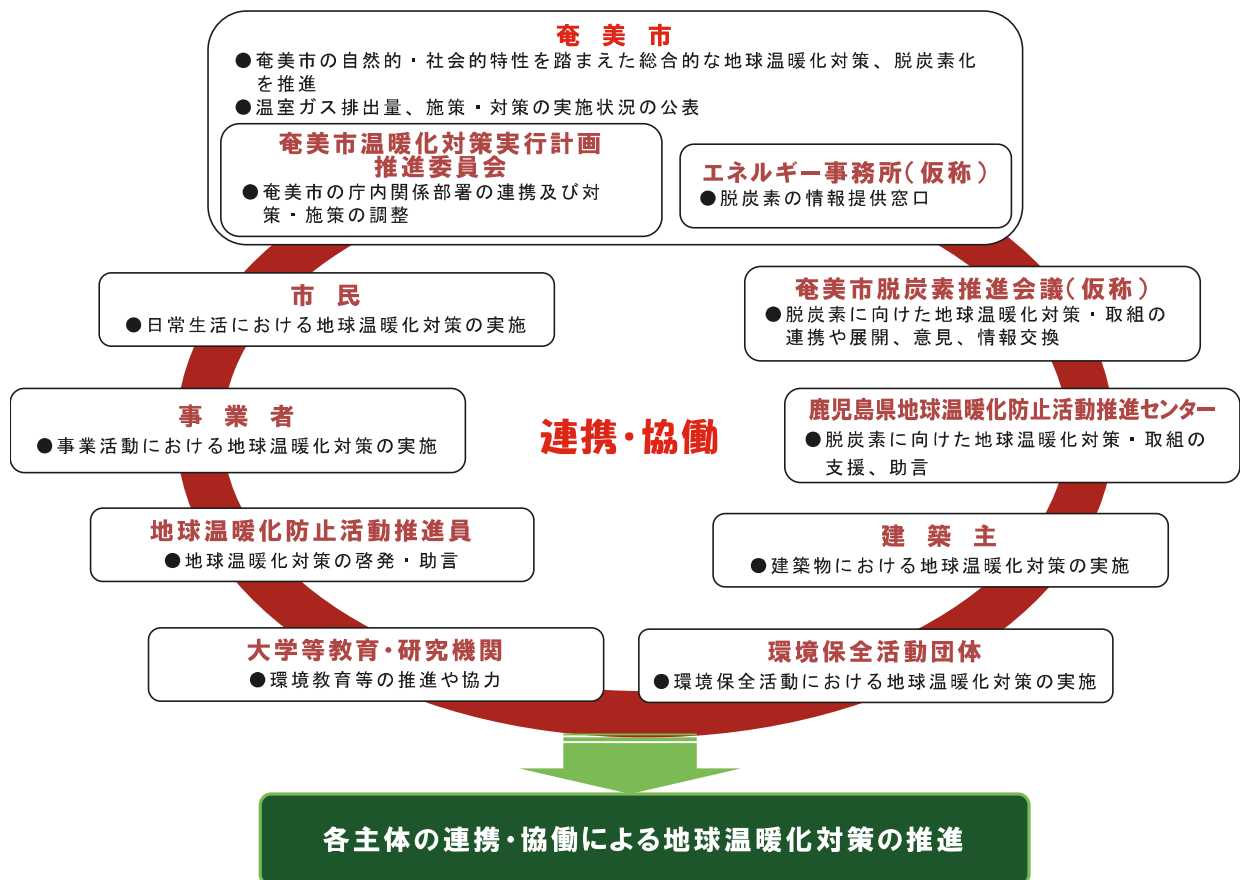 奄美市
●奄美市の自然的・社会的特性を踏まえた総合的な地球温暖化対策、脱炭素化
を推進
●温室ガス排出量、施策・対策の実施状況の公表
奄美市温暖化対策実行計画
推進委員会
●奄美市の庁内関係部署の連携及び対
策・施策の調整
エネルギー事務所(仮称)
●脱炭素の情報提供窓口
市民
●日常生活における地球温暖化対策の実施
奄美市脱炭素推進会議(仮称)
●脱炭素に向けた地球温暖化対策・取組の
連携や展開、意見、情報交換
事業者
●事業活動における地球温暖化対策の実施
連携・協働
鹿児島県地球温暖化防止活動推進センター
●脱炭素に向けた地球温暖化対策・取組の
支援、助言
地球温暖化防止活動推進員
●地球温暖化対策の啓発・助言
建築主
●建築物における地球温暖化対策の実施
大学等教育・研究機関
●環境教育等の推進や協力
環境保全活動団体
●環境保全活動における地球温暖化対策の実施
各主体の連携・協働による地球温暖化対策の推進